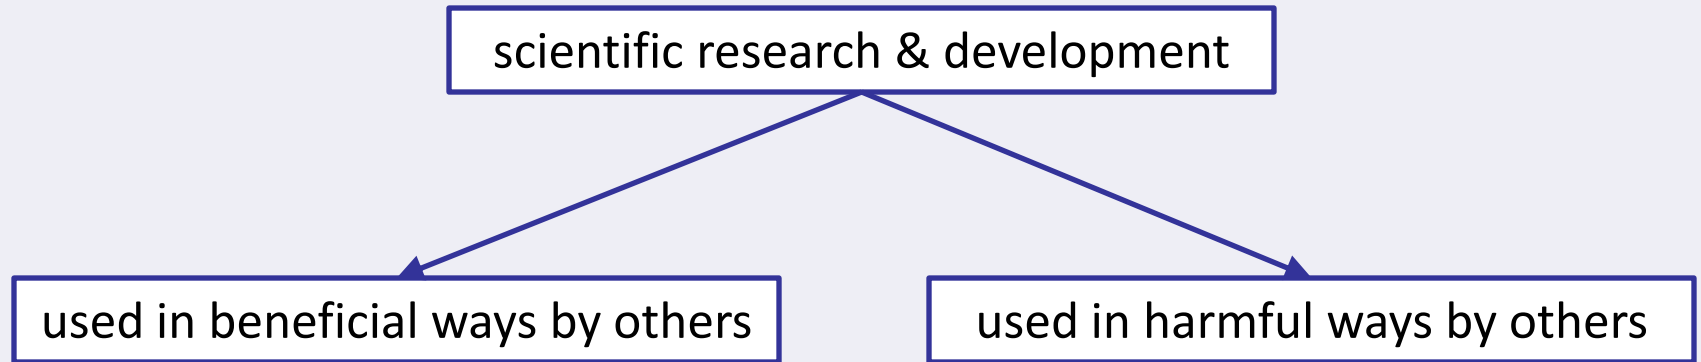 scientific research & development
used in beneficial ways by others
used in harmful ways by others